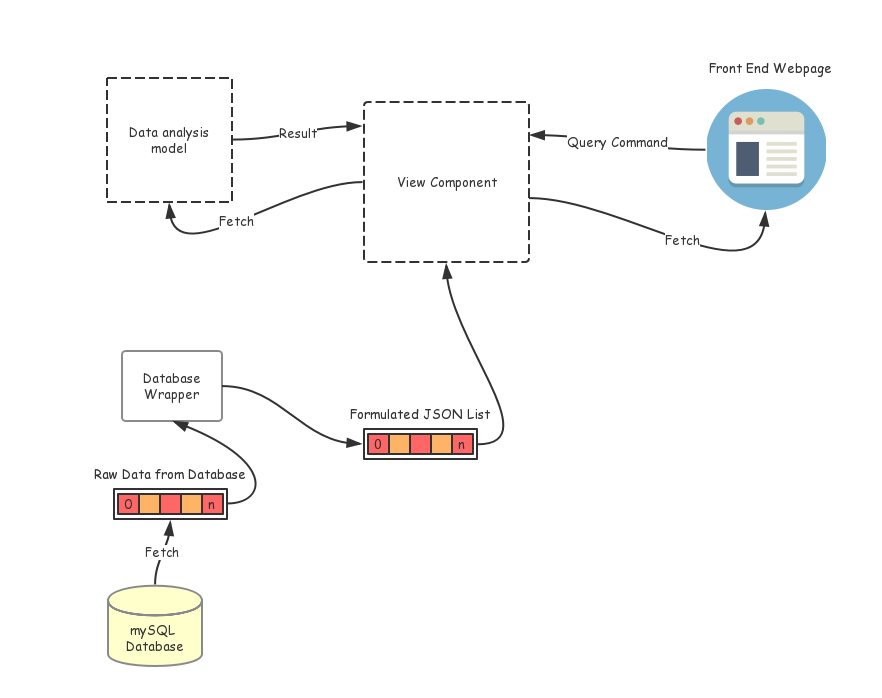 Front End Webpage
Data analysis
model
Result
Query Command
View Component
Fetch
Fetch
Database
Wrapper
Formulated JSON List
0 n
Raw Data from Database
0 n
Fetch
mySQL
Database